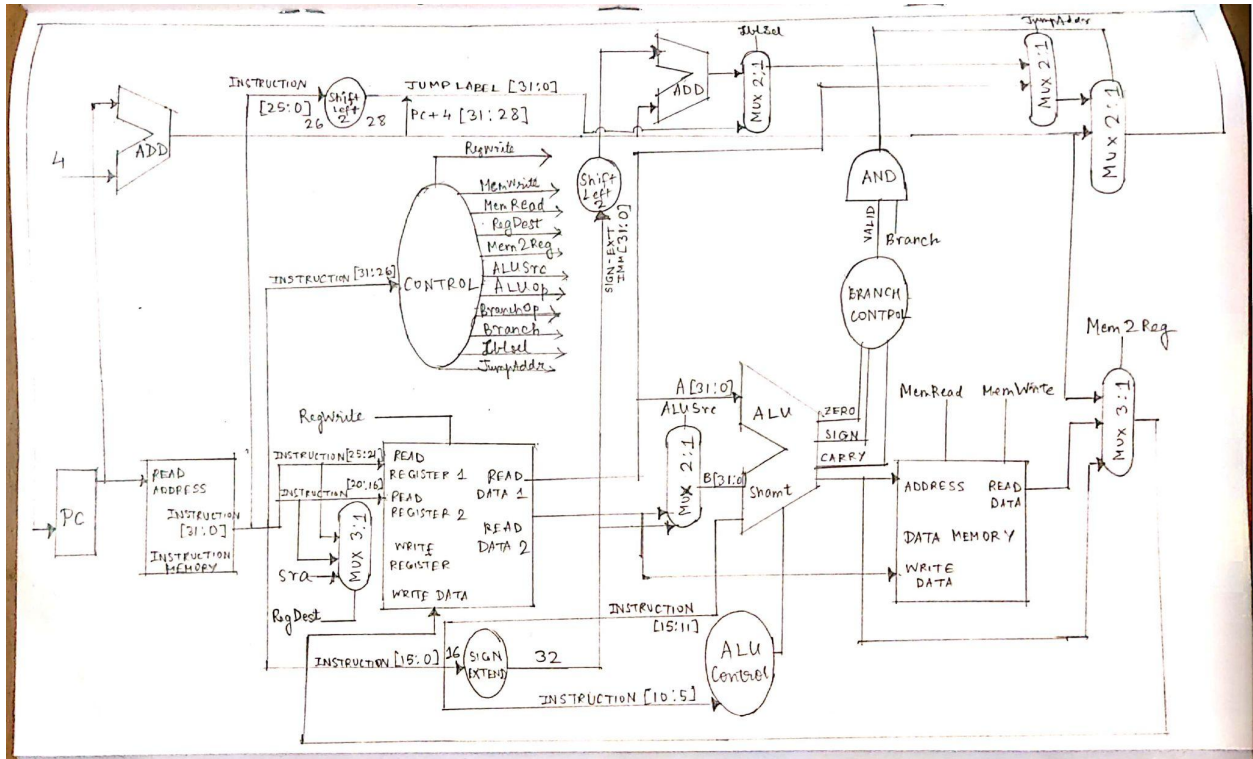 LblSel
JumpAddr
INSTRUCTION
[25:0]
26
Shift
Left
2
28
JUMP LABEL [31:0]
PC+4 [31:28]
ADD
MUX 2:1
MUX 2:1
MUX 2:1
4
ADD
RegWrite
MemWrite
MemRead
RegDest
Mem2Reg
ALUSrc
ALUOp
BranchOp
Branch
Lblsel
JumpAddr
INSTRUCTION [31:26]
CONTROL
Shift
Left
2
SIGN-EXT
IMM [31:0]
AND
VALID
Branch
BRANCH
CONTROL
Mem2Reg
MUX 3:1
A[31:0]
ALUSrc
MUX 2:1
B[31:0]
ALU
ZERO
SIGN
CARRY
Shamt
MemRead
MemWrite
ADDRESS
READ
DATA
DATA MEMORY
WRITE
DATA
RegWrite
INSTRUCTION[25:21]
INSTRUCTION [20:16]
READ
REGISTER 1
READ
REGISTER 2
WRITE
REGISTER
WRITE DATA
READ
DATA 1
READ
DATA 2
PC
READ
ADDRESS
INSTRUCTION
[31:0]
INSTRUCTION
MEMORY
MUX 3:1
RegDest
INSTRUCTION [15:0]
16
SIGN
EXTEND
32
INSTRUCTION
[15:11]
INSTRUCTION [10:5]
ALU
Control